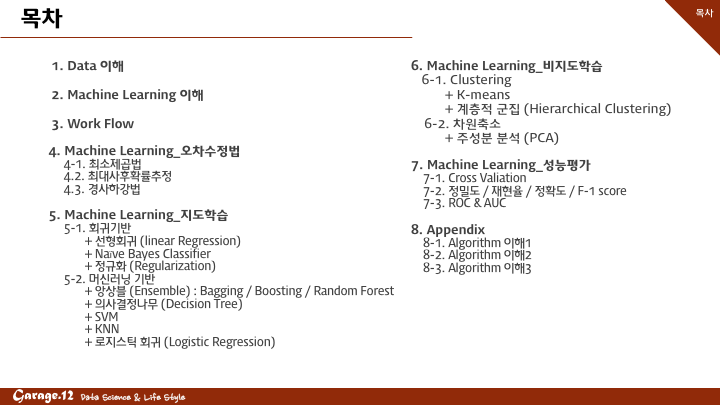 목차
목차
1. Data 이해
2. Machine Learning 이해
3. Work Flow
4. Machine Learning_오차수정법
4-1. 최소제곱법
4.2. 최대사후확률추정
4.3. 경사하강법
5. Machine Learning_지도학습
5-1. 회귀기반
+ 선형회귀 (linear Regression)
+ Naive Bayes Classifier
+ 정규화 (Regularization)
5-2. 머신러닝 기반
+ 앙상블 (Ensemble) : Bagging / Boosting / Random Forest
+ 의사결정나무 (Decision Tree)
+ SVM
+ KNN
+ 로지스틱 회귀 (Logistic Regression)
6. Machine Learning_비지도학습
6-1. Clustering
+ K-means
+ 계층적 군집 (Hierarchical Clustering)
6-2. 차원축소
+ 주성분 분석 (PCA)
7. Machine Learning_성능평가
7-1. Cross Valiation
7-2. 정밀도 / 재현율 / 정확도 / F-1 score
7-3. ROC & AUC
8. Appendix
8-1. Algorithm 이해1
8-2. Algorithm 이해2
8-3. Algorithm 이해3
Garage.12 Data Science & Life Style